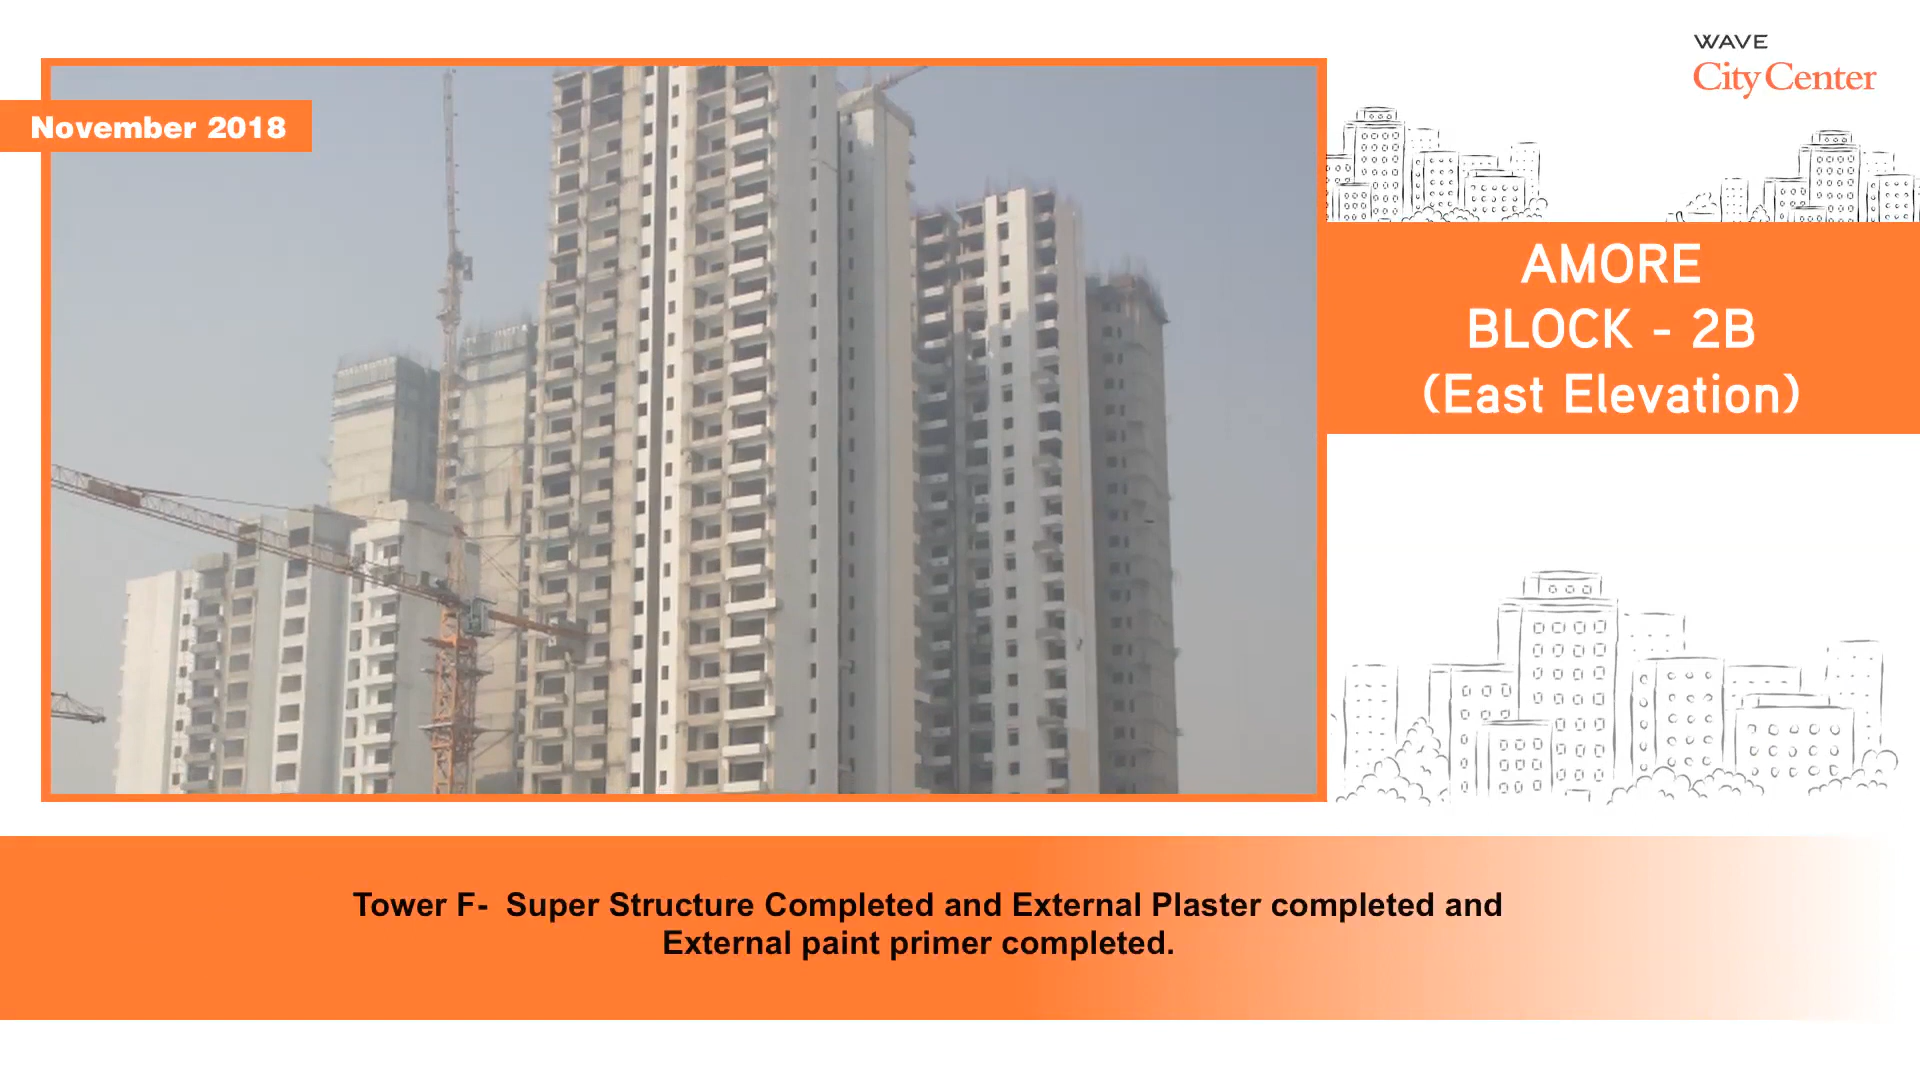 WAVE
City Center
November 2018
AMORE
BLOCK - 2B
(East Elevation)
Tower F-  Super Structure Completed and External Plaster completed and
External paint primer completed.